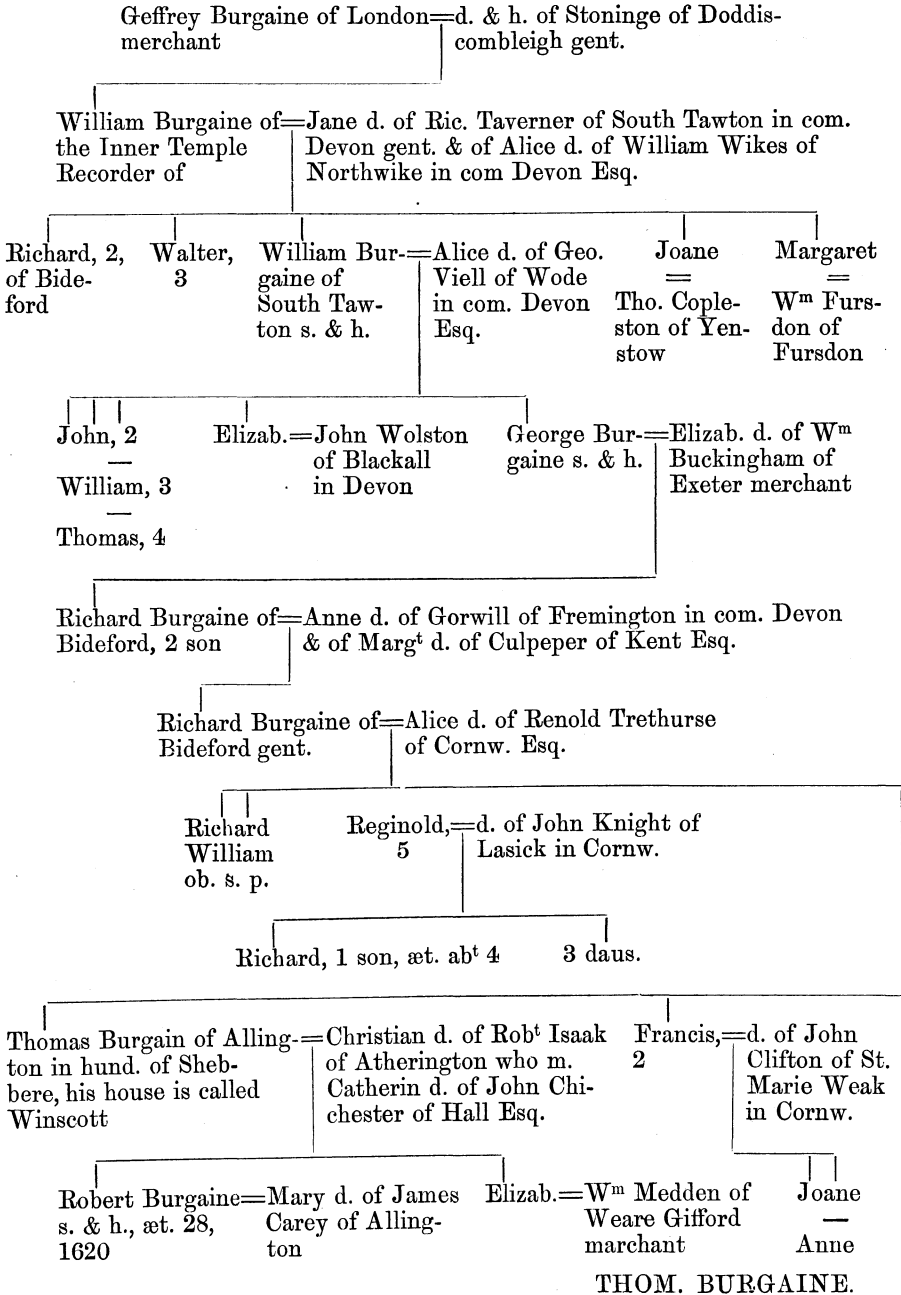 Geffrey Burgaine of London=d. & h. of Stoninge of Doddis-
merchant combleigh gent.
William Burgaine of=Jane d. of Ric. Taverner of South Tawton in com.
the Inner Temple Devon gent. & of Alice d. of William Wikes of
Recorder of Northwike in com Devon Esq.
Richard, 2,
of Bide-
ford
Walter,
3
William Bur-=Alice d. of Geo.
gaine of Viell of Wode
South Taw- in com. Devon
ton s. & h. Esq.
Joane
=
Tho. Cople-
ston of Yen-
stow
Margaret
=
Wᵐ Furs-
don of
Fursdon
John, 2
—
William, 3
—
Thomas, 4
Elizab.=John Wolston
of Blackall
in Devon
George Bur-=Elizab. d. of Wᵐ
gaine s. & h. Buckingham of
Exeter merchant
Richard Burgaine of=Anne d. of Gorwill of Fremington in com. Devon
Bideford, 2 son & of Margᵗ d. of Culpeper of Kent Esq.
Richard Burgaine of=Alice d. of Renold Trethurse
Bideford gent. of Cornw. Esq.
Richard
William
ob. s. p.
Reginold,=d. of John Knight of
5 Lasick in Cornw.
Richard, 1 son, æt. abᵗ 4 3 daus.
Thomas Burgain of Alling-=Christian d. of Robᵗ Isaak
ton in hund. of Sheb- of Atherington who m.
bere, his house is called Catherin d. of John Chi-
Winscott chester of Hall Esq.
Francis,=d. of John
2 Clifton of St.
Marie Weak
in Cornw.
Robert Burgaine=Mary d. of James
s. & h., æt. 28, Carey of Alling-
1620 ton
Elizab.=Wᵐ Medden of
Weare Gifford
marchant
Joane
—
Anne
THOM. BURGAINE.